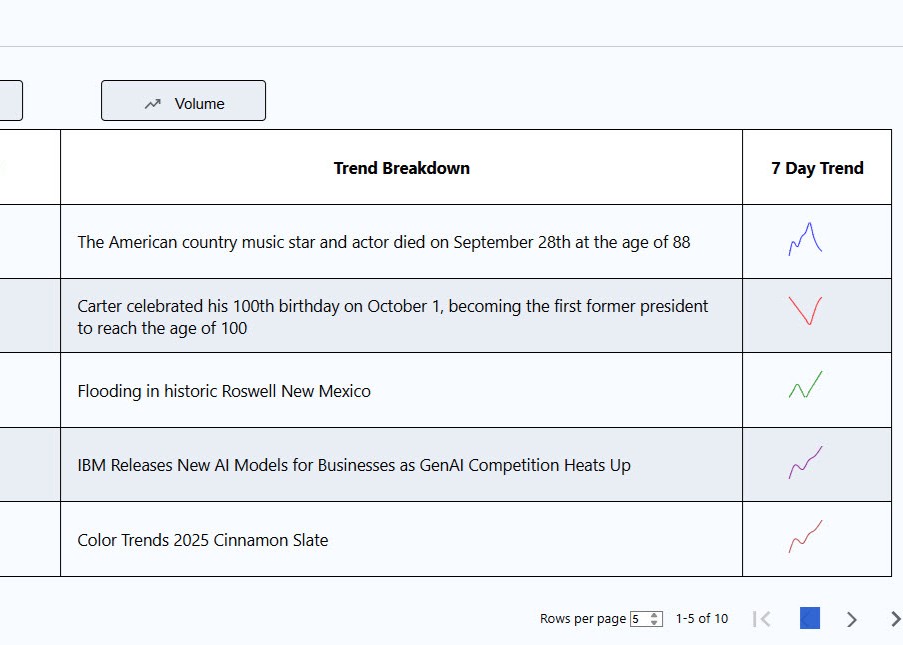 Volume
Trend Breakdown
7 Day Trend
The American country music star and actor died on September 28th at the age of 88
Carter celebrated his 100th birthday on October 1, becoming the first former president
to reach the age of 100
Flooding in historic Roswell New Mexico
IBM Releases New AI Models for Businesses as GenAI Competition Heats Up
Color Trends 2025 Cinnamon Slate
Rows per page 5 1-5 of 10